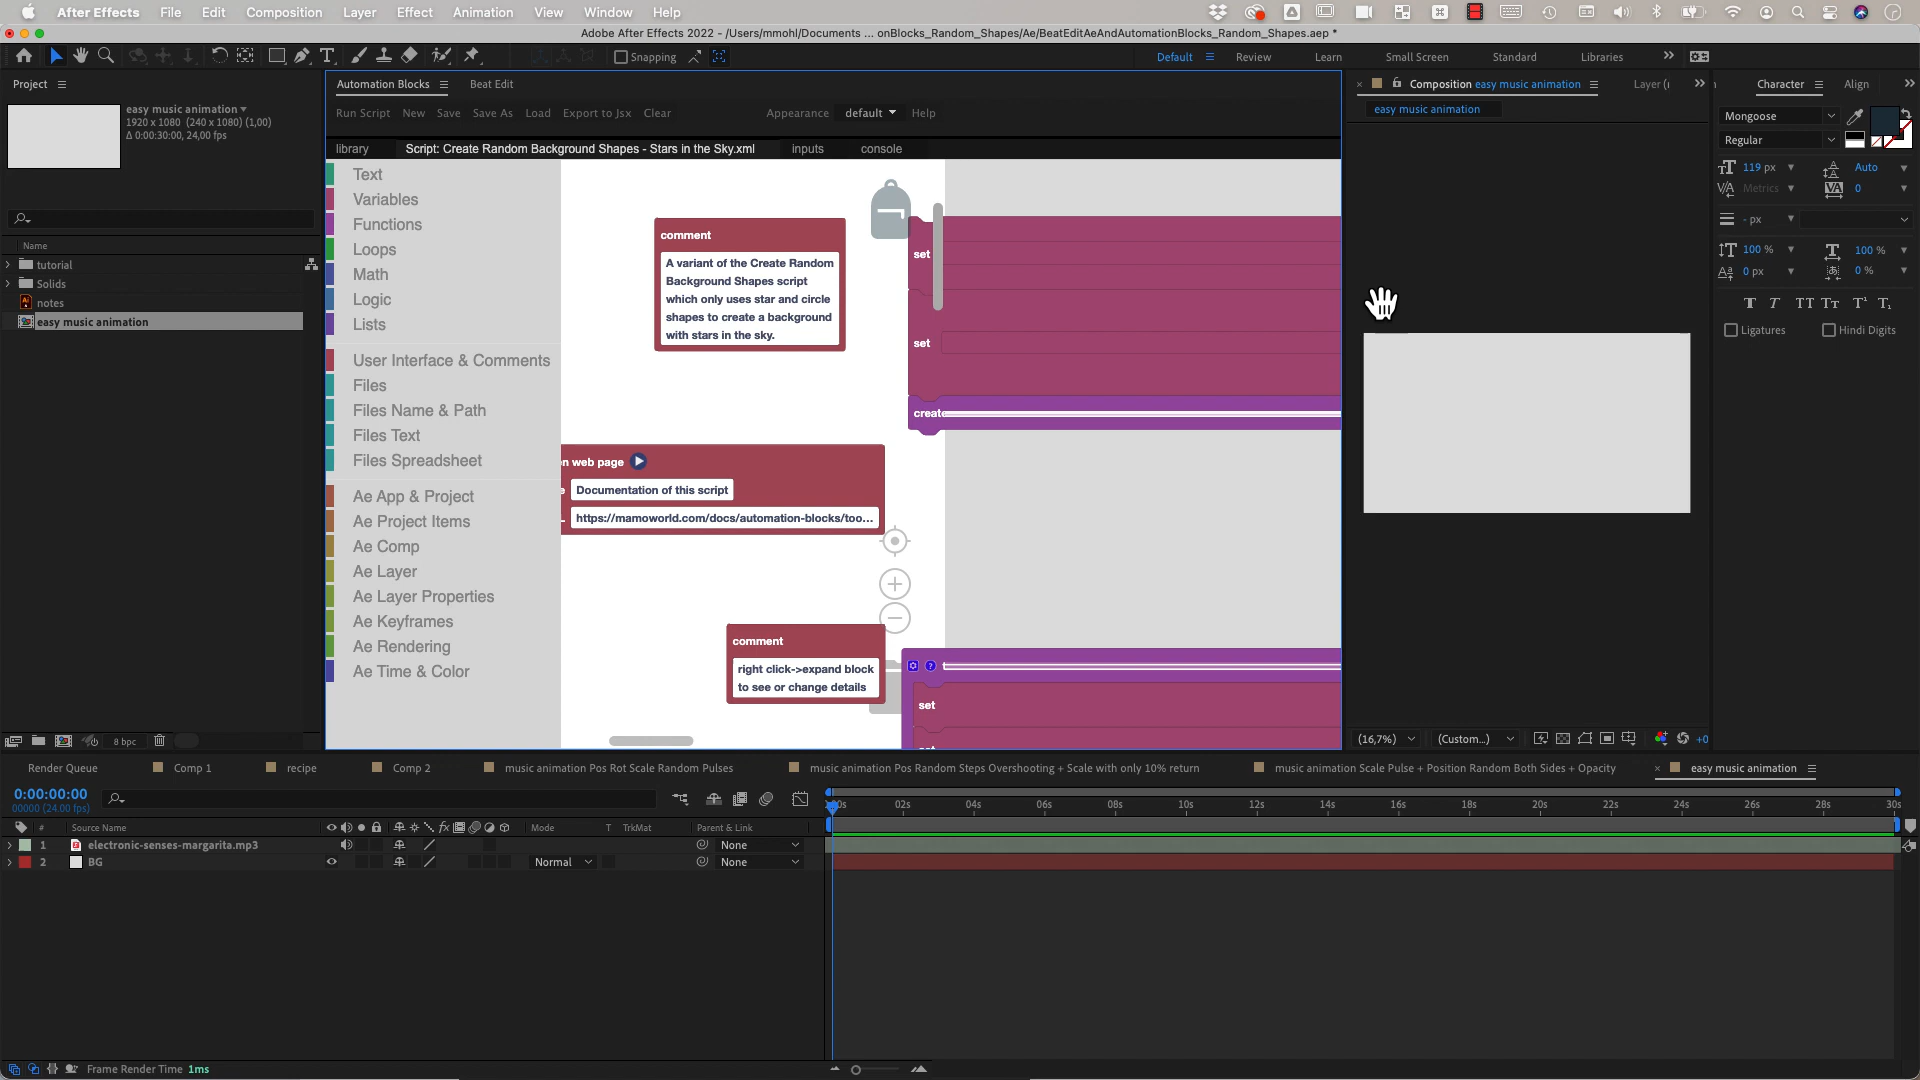 After Effects File Edit Composition Layer Effect Animation View Window Help
Adobe After Effects 2022 - /Users/mmohl/Documents ... onBlocks_Random_Shapes/Ae/BeatEditAeAndAutomationBlocks_Random_Shapes.aep *
Snapping Default Review Learn Small Screen Standard Libraries
Project
easy music animation
1920 x 1080 (240 x 1080) (1,00)
Δ 0:00:30:00, 24,00 fps
Name
tutorial
Solids
notes
easy music animation
8 bpc
Automation Blocks Beat Edit
Run Script New Save Save As Load Export to Jsx Clear Appearance default Help
library Script: Create Random Background Shapes - Stars in the Sky.xml inputs console
Text
Variables
Functions
Loops
Math
Logic
Lists
User Interface & Comments
Files
Files Name & Path
Files Text
Files Spreadsheet
Ae App & Project
Ae Project Items
Ae Comp
Ae Layer
Ae Layer Properties
Ae Keyframes
Ae Rendering
Ae Time & Color
comment
A variant of the Create Random
Background Shapes script
which only uses star and circle
shapes to create a background
with stars in the sky.
n web page
Documentation of this script
https://mamoworld.com/docs/automation-blocks/too...
comment
right click->expand block
to see or change details
set
set
create
set
Composition easy music animation Layer (
easy music animation
(16,7%) (Custom...) +0
Character Align
Mongoose
Regular
119 px Auto
Metrics 0
- px
100 % 100 %
0 px 0 %
Ligatures Hindi Digits
Render Queue Comp 1 recipe Comp 2 music animation Pos Rot Scale Random Pulses music animation Pos Random Steps Overshooting + Scale with only 10% return music animation Scale Pulse + Position Random Both Sides + Opacity easy music animation
0:00:00:00
00000 (24.00 fps)
00s 02s 04s 06s 08s 10s 12s 14s 16s 18s 20s 22s 24s 26s 28s 30s
# Source Name Mode T TrkMat Parent & Link
1 electronic-senses-margarita.mp3 None
2 BG Normal None
Frame Render Time 1ms